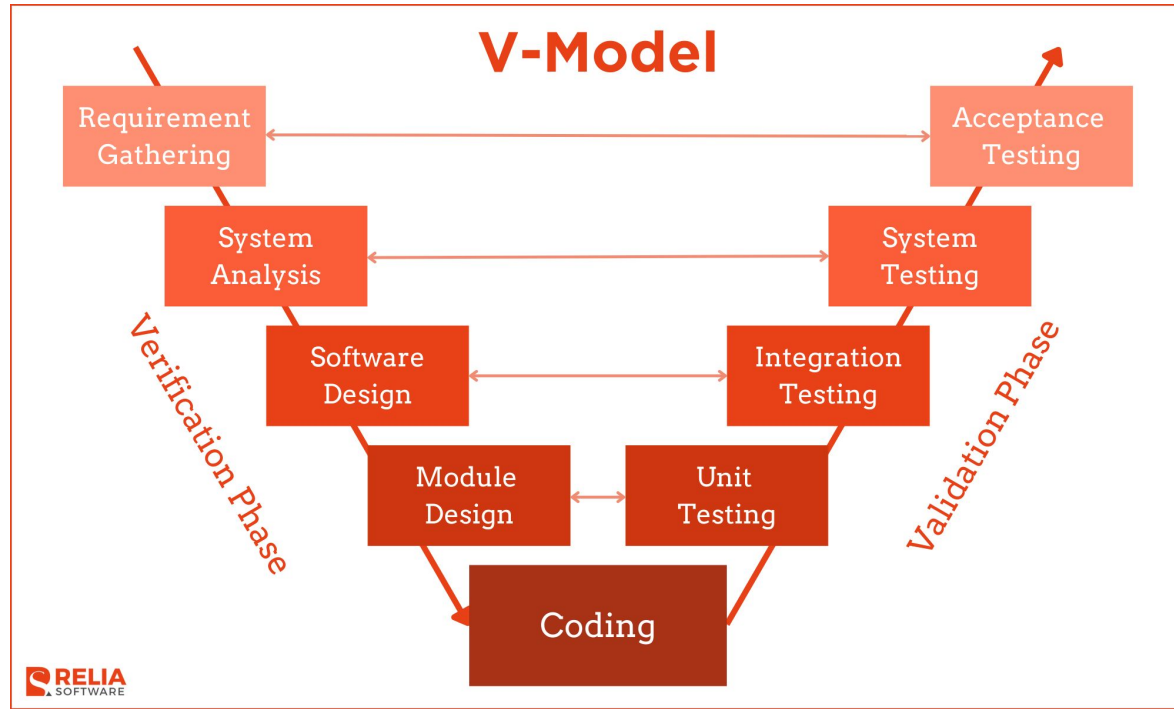 V-Model
Requirement
Gathering
Acceptance
Testing
System
Analysis
System
Testing
Software
Design
Integration
Testing
Module
Design
Unit
Testing
Coding
Verification Phase
Validation Phase
RELIA
SOFTWARE